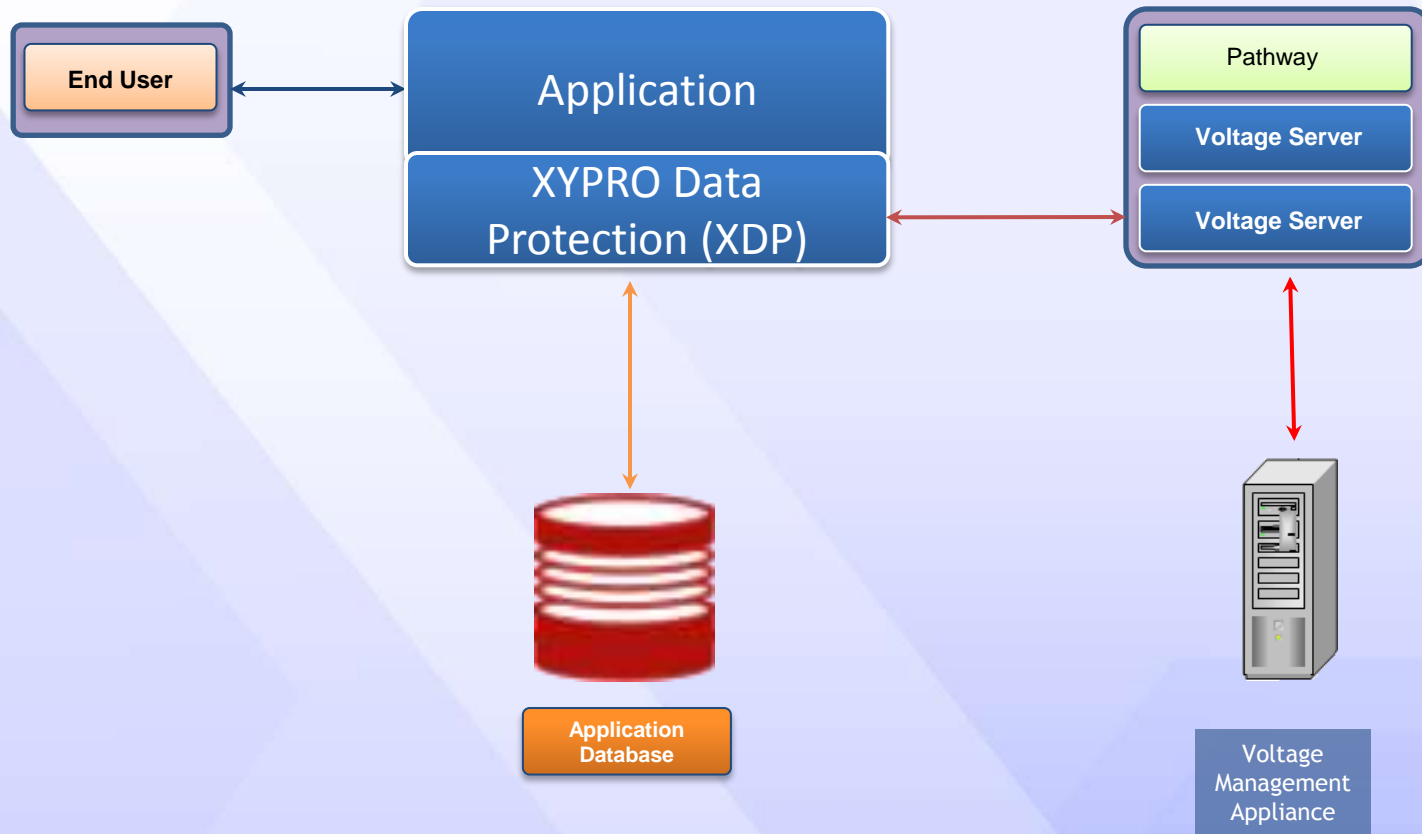 End User
Application
XYPRO Data
Protection (XDP)
Pathway
Voltage Server
Voltage Server
Application
Database
Voltage
Management
Appliance